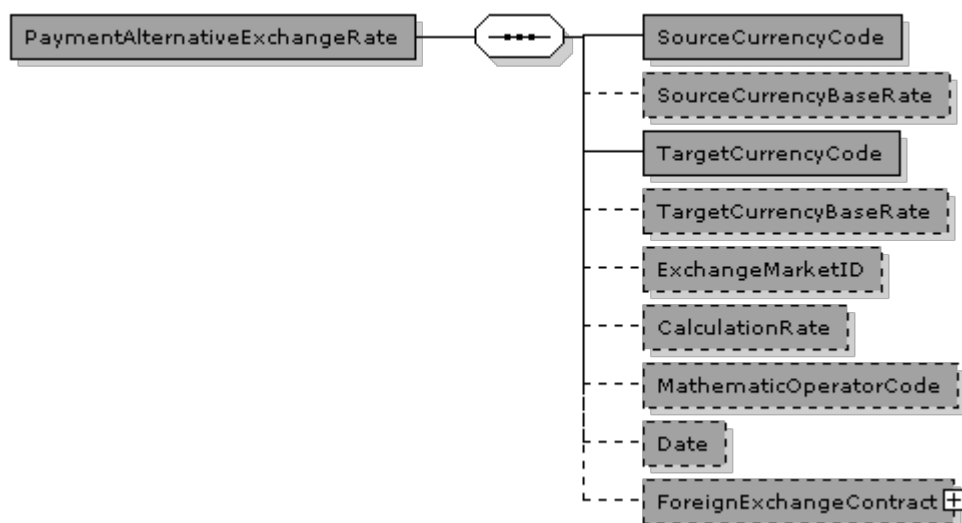 PaymentAlternativeExchangeRate
SourceCurrencyCode
SourceCurrencyBaseRate
TargetCurrencyCode
TargetCurrencyBaseRate
ExchangeMarketID
CalculationRate
MathematicOperatorCode
Date
ForeignExchangeContract